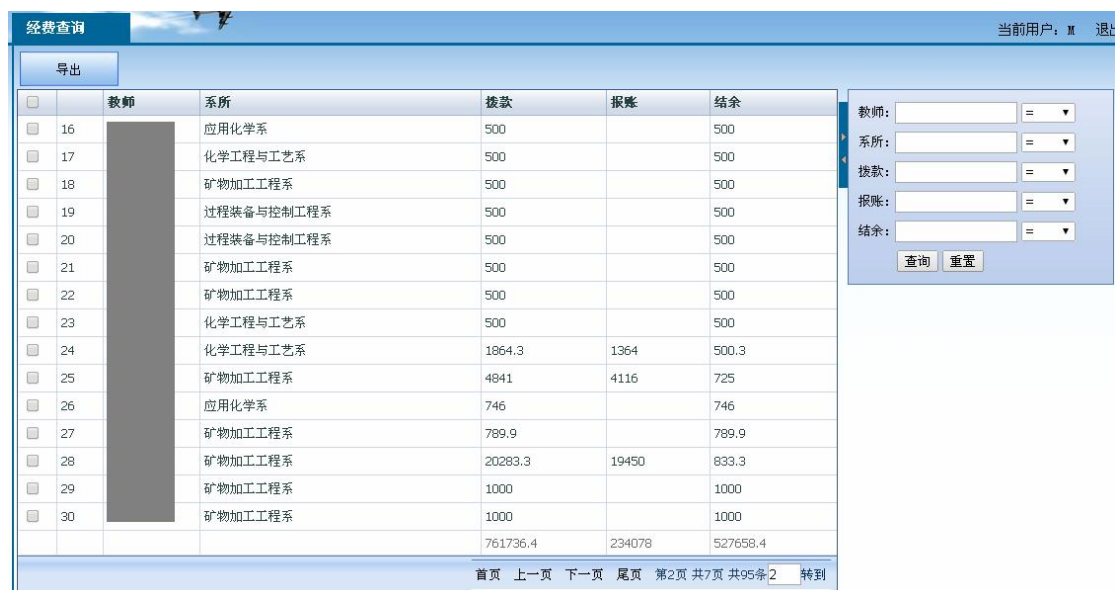 经费查询
当前用户: M 退出
导出
教师 系所 拨款 报账 结余
16 应用化学系 500 500
17 化学工程与工艺系 500 500
18 矿物加工工程系 500 500
19 过程装备与控制工程系 500 500
20 过程装备与控制工程系 500 500
21 矿物加工工程系 500 500
22 矿物加工工程系 500 500
23 化学工程与工艺系 500 500
24 化学工程与工艺系 1864.3 1364 500.3
25 矿物加工工程系 4841 4116 725
26 应用化学系 746 746
27 矿物加工工程系 789.9 789.9
28 矿物加工工程系 20283.3 19450 833.3
29 矿物加工工程系 1000 1000
30 矿物加工工程系 1000 1000
761736.4 234078 527658.4
首页 上一页 下一页 尾页 第2页 共7页 共95条 2 转到
教师: =
系所: =
拨款: =
报账: =
结余: =
查询 重置